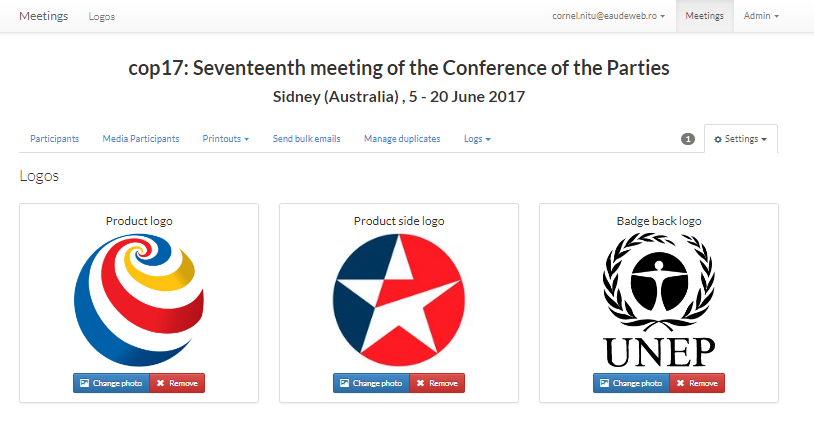 Meetings Logos cornel.nitu@eaudeweb.ro Meetings Admin
cop17: Seventeenth meeting of the Conference of the Parties
Sidney (Australia) , 5 - 20 June 2017
Participants Media Participants Printouts Send bulk emails Manage duplicates Logs 1 Settings
Logos
Product logo Product side logo Badge back logo
UNEP
Change photo Remove Change photo Remove Change photo Remove